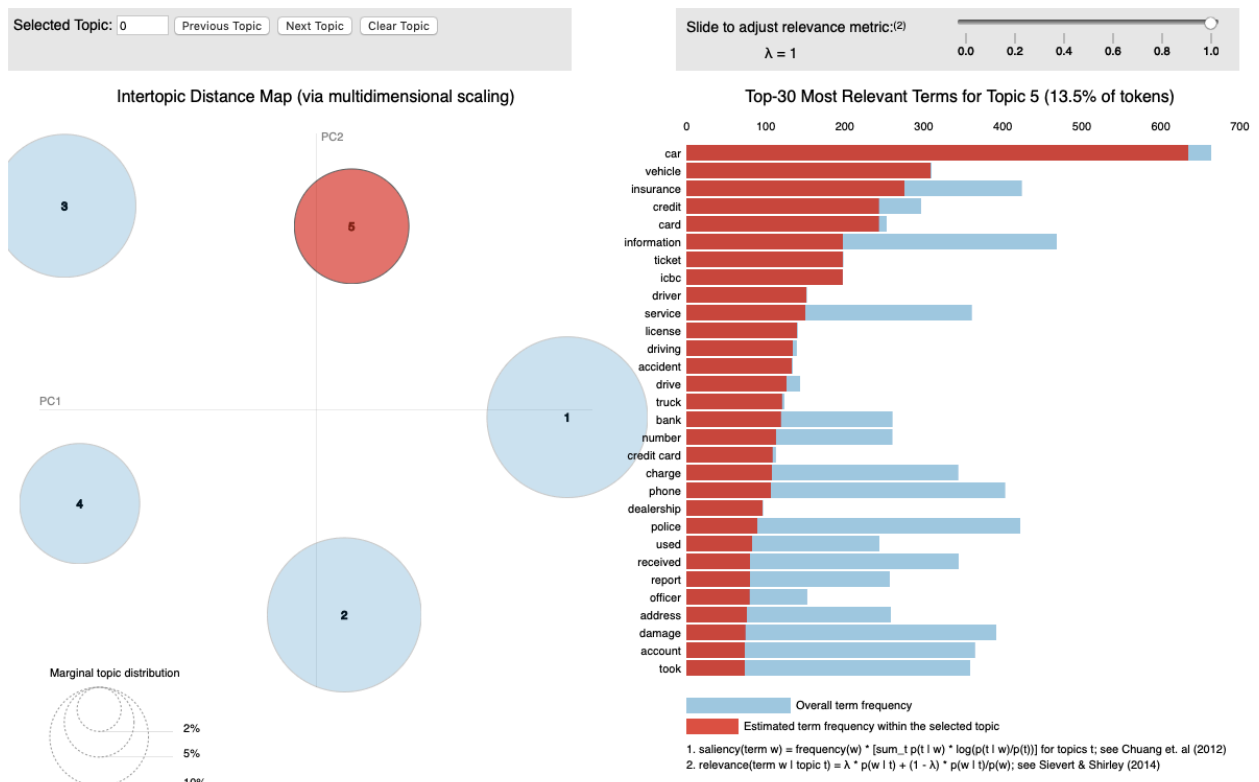 Selected Topic: 0 Previous Topic Next Topic Clear Topic
Slide to adjust relevance metric:(2)
λ = 1
0.0 0.2 0.4 0.6 0.8 1.0
Intertopic Distance Map (via multidimensional scaling)
PC2
3
5
PC1
1
4
2
Marginal topic distribution
2%
5%
10%
Top-30 Most Relevant Terms for Topic 5 (13.5% of tokens)
0 100 200 300 400 500 600 700
car
vehicle
insurance
credit
card
information
ticket
icbc
driver
service
license
driving
accident
drive
truck
bank
number
credit card
charge
phone
dealership
police
used
received
report
officer
address
damage
account
took
Overall term frequency
Estimated term frequency within the selected topic
1. saliency(term w) = frequency(w) * [sum_t p(t | w) * log(p(t | w)/p(t))] for topics t; see Chuang et. al (2012)
2. relevance(term w | topic t) = λ * p(w | t) + (1 - λ) * p(w | t)/p(w); see Sievert & Shirley (2014)